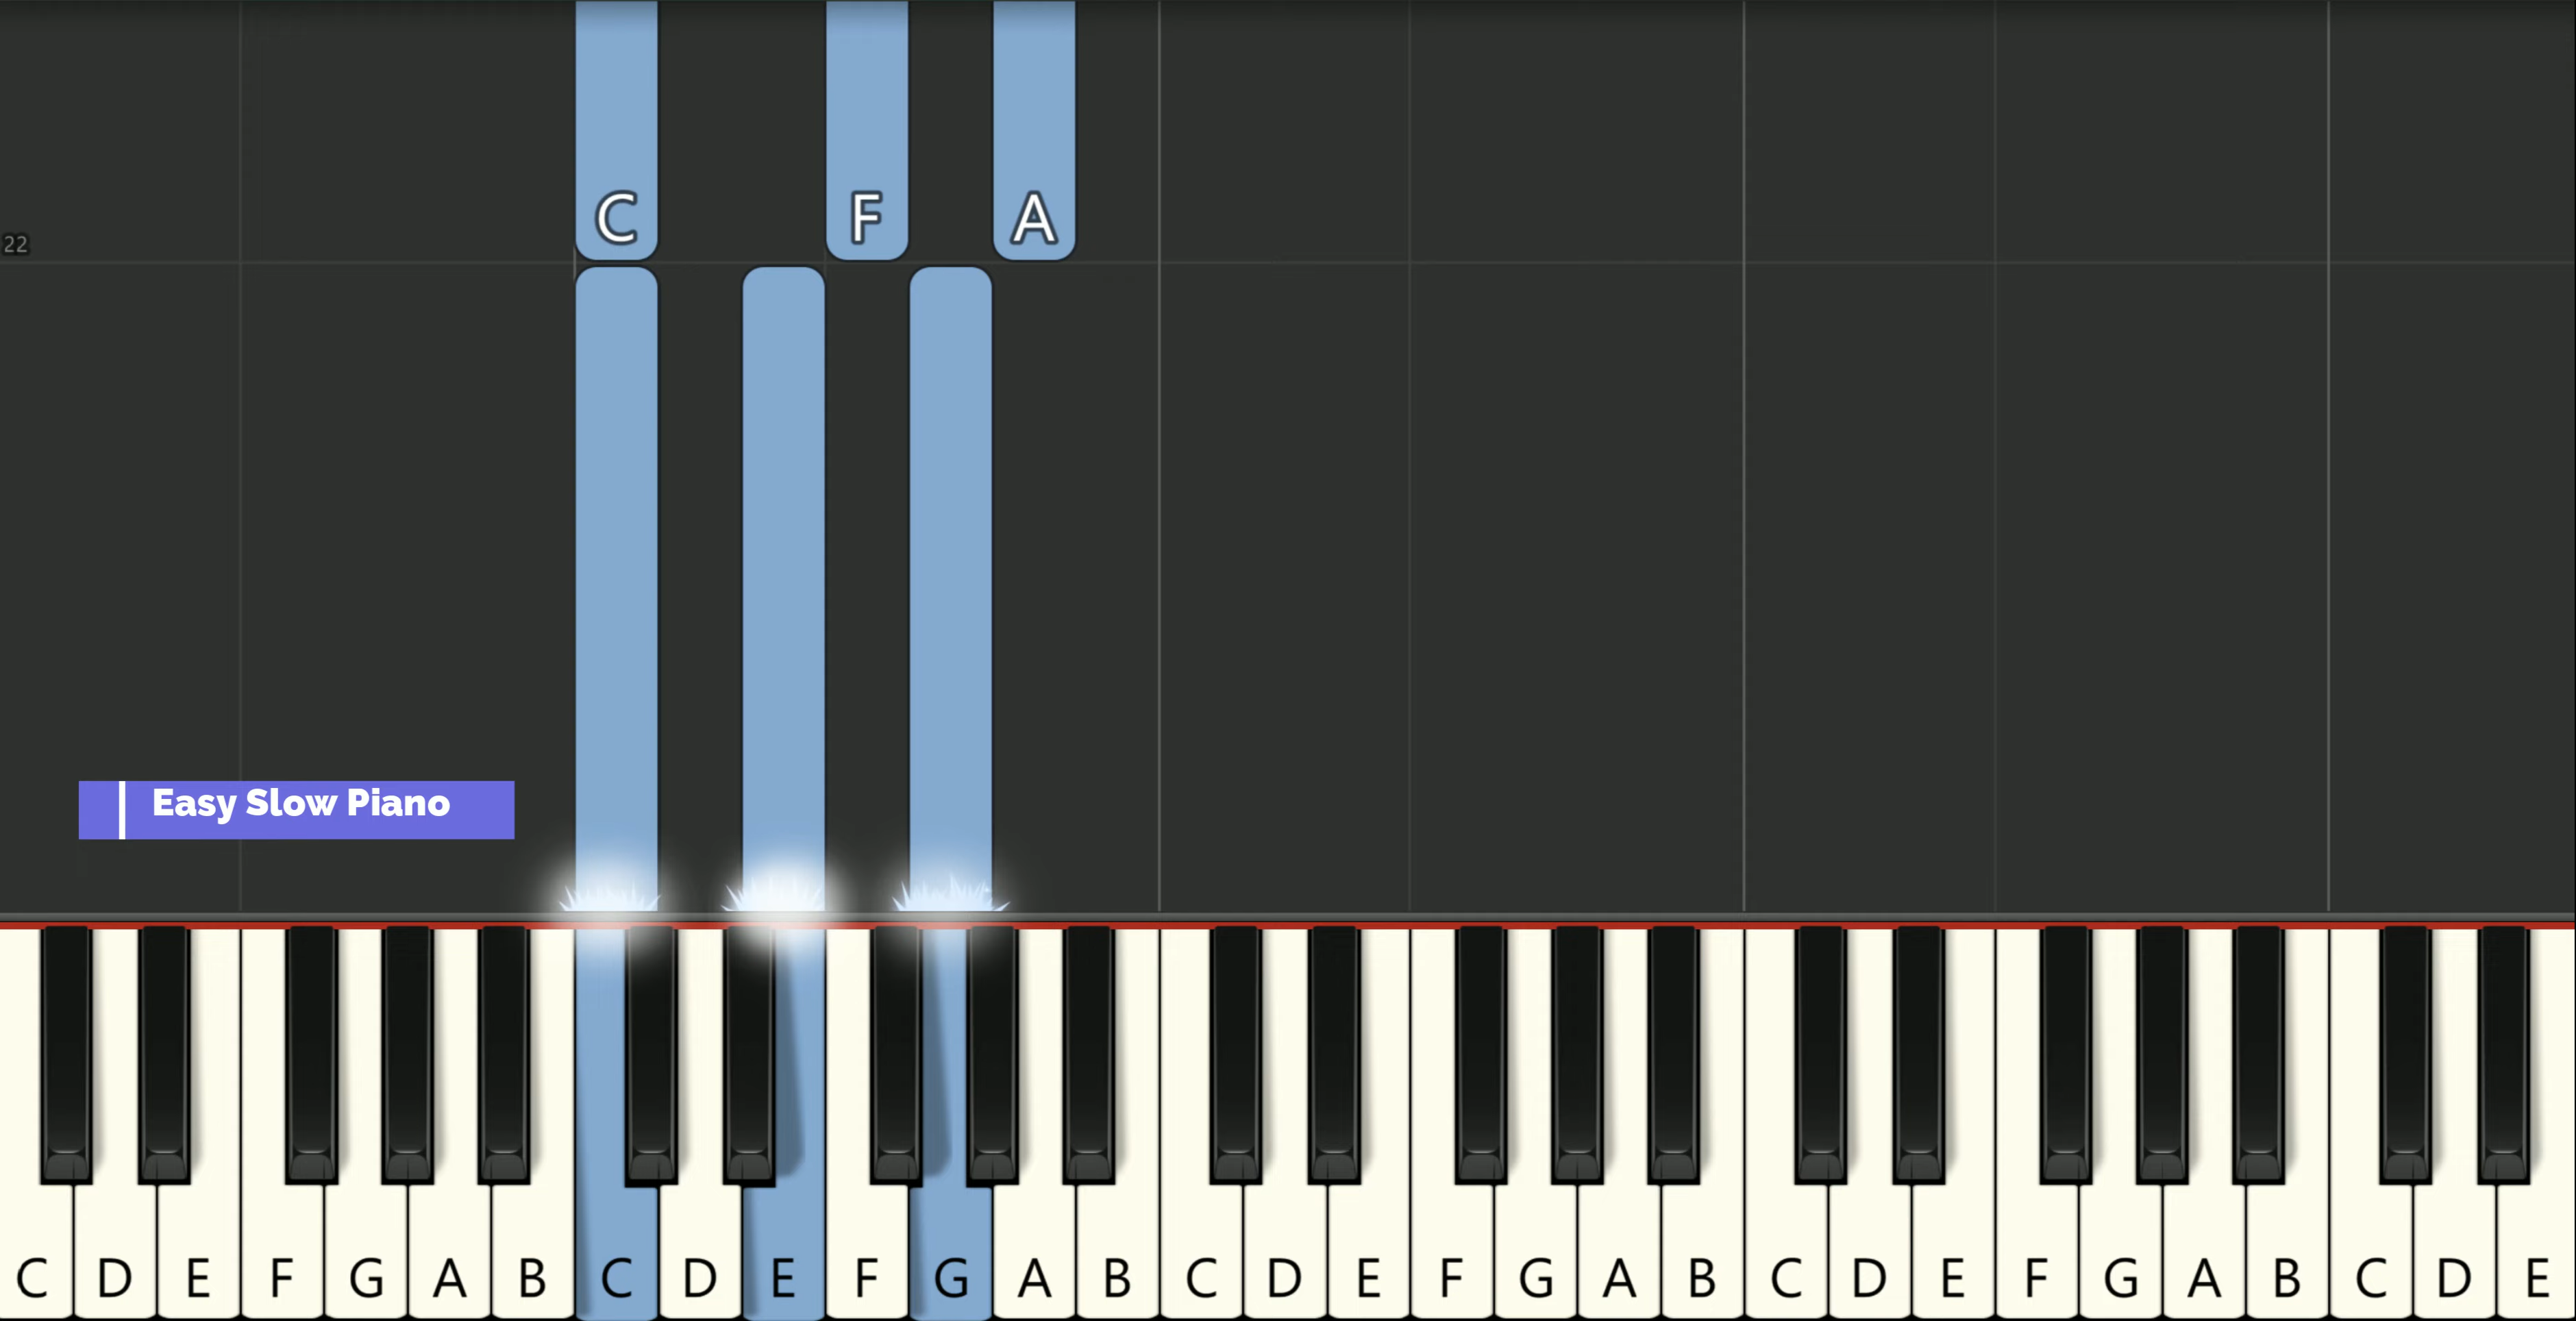 C F A
22
Easy Slow Piano
C D E F G A B C D E F G A B C D E F G A B C D E F G A B C D E